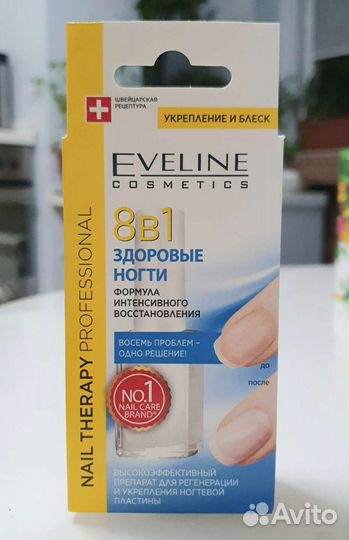 ШВЕЙЦАРСКАЯ
РЕЦЕПТУРА
УКРЕПЛЕНИЕ И БЛЕСК
EVELINE
COSMETICS
8в1
ЗДОРОВЫЕ
НОГТИ
ФОРМУЛА
ИНТЕНСИВНОГО
ВОССТАНОВЛЕНИЯ
ВОСЕМЬ ПРОБЛЕМ –
ОДНО РЕШЕНИЕ!
до
после
NO.1
NAIL CARE
BRAND*
ВЫСОКОЭФФЕКТИВНЫЙ
ПРЕПАРАТ ДЛЯ РЕГЕНЕРАЦИИ
И УКРЕПЛЕНИЯ НОГТЕВОЙ
ПЛАСТИНЫ
NAIL THERAPY PROFESSIONAL
Avito